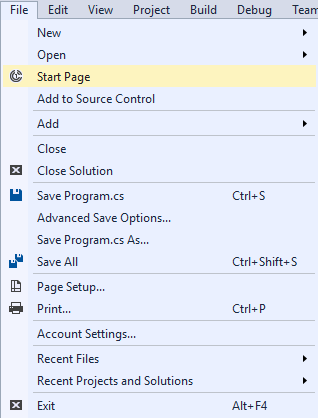 File Edit View Project Build Debug Team
New
Open
Start Page
Add to Source Control
Add
Close
Close Solution
Save Program.cs Ctrl+S
Advanced Save Options...
Save Program.cs As...
Save All Ctrl+Shift+S
Page Setup...
Print... Ctrl+P
Account Settings...
Recent Files
Recent Projects and Solutions
Exit Alt+F4